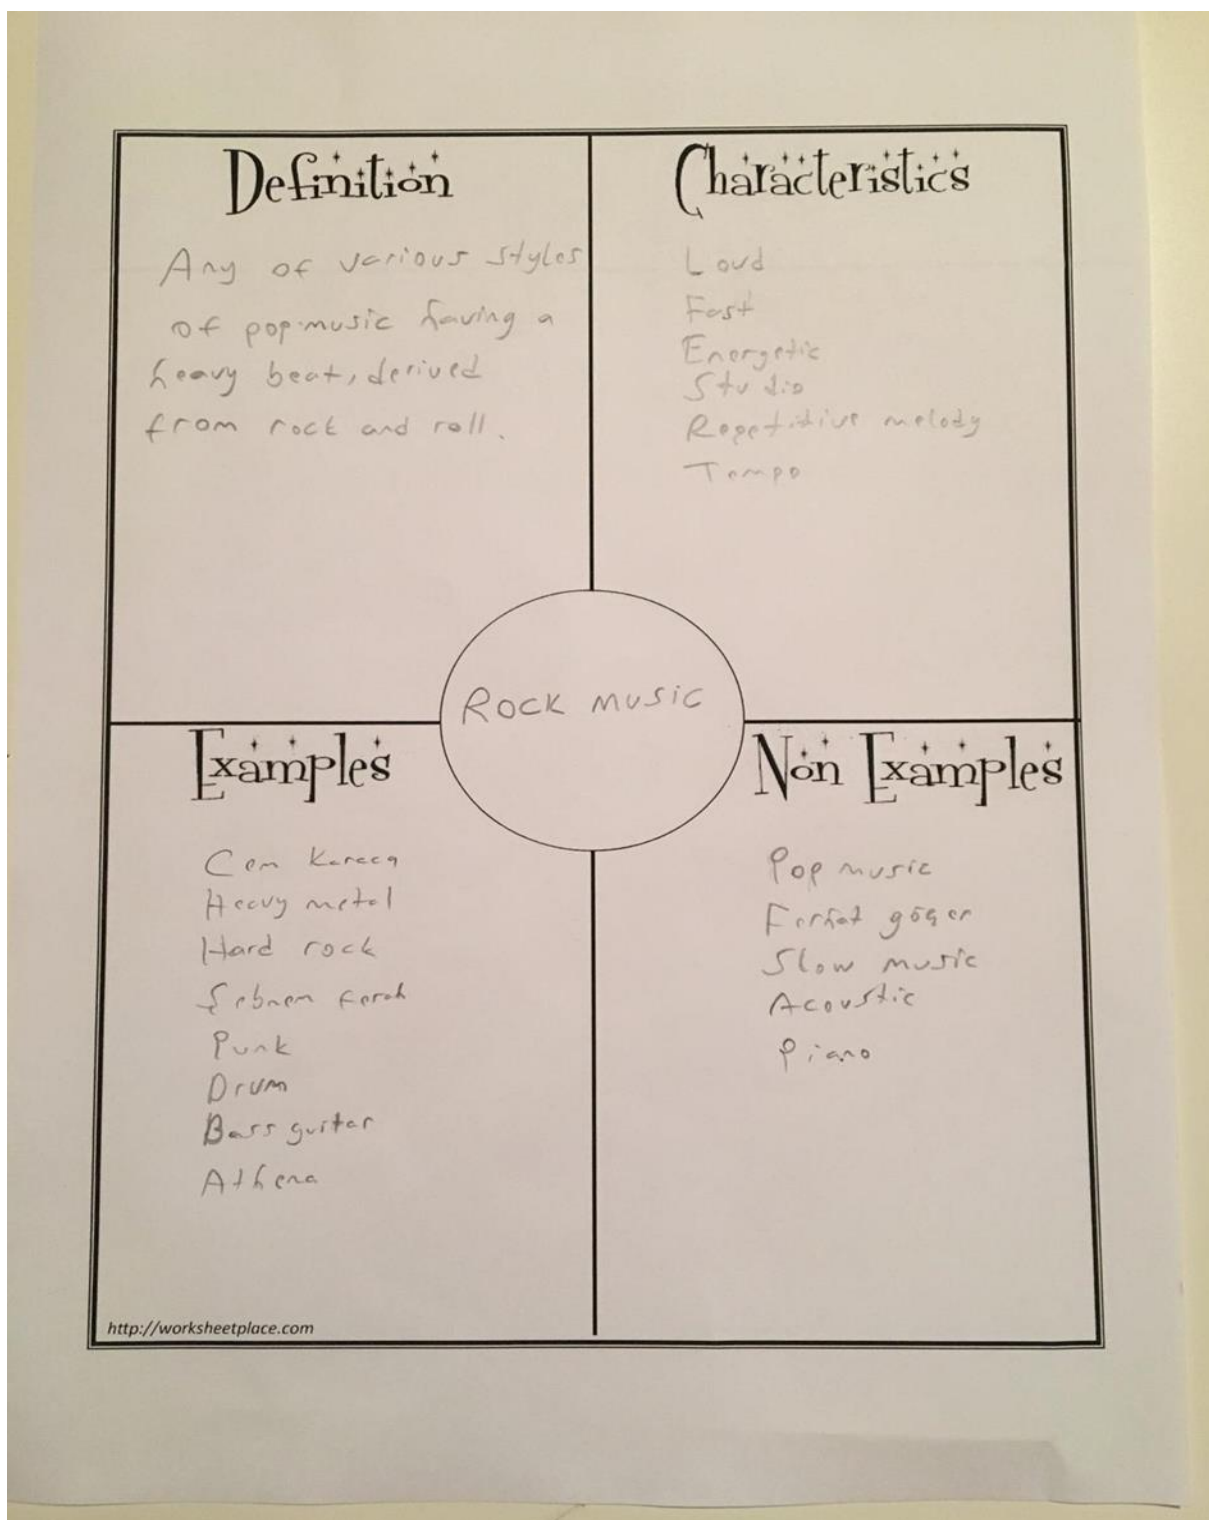 Definition
Any of various styles
of pop music having a
heavy beat, derived
from rock and roll.
Characteristics
Loud
Fast
Energetic
Studio
Repetitive melody
Tempo
Rock music
Examples
Cem Karaca
Heavy metal
Hard rock
Şebnem Ferah
Punk
Drum
Bass guitar
Athena
Non Examples
Pop music
Ferhat göçer
Slow music
Acoustic
Piano
http://worksheetplace.com